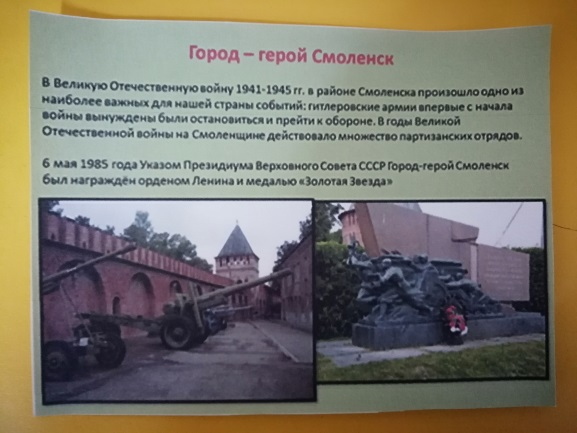 Город – герой Смоленск
В Великую Отечественную войну 1941-1945 гг. в районе Смоленска произошло одно из
наиболее важных для нашей страны событий: гитлеровские армии впервые с начала
войны вынуждены были остановиться и прейти к обороне. В годы Великой
Отечественной войны на Смоленщине действовало множество партизанских отрядов.
6 мая 1985 года Указом Президиума Верховного Совета СССР Город-герой Смоленск
был награждён орденом Ленина и медалью «Золотая Звезда»